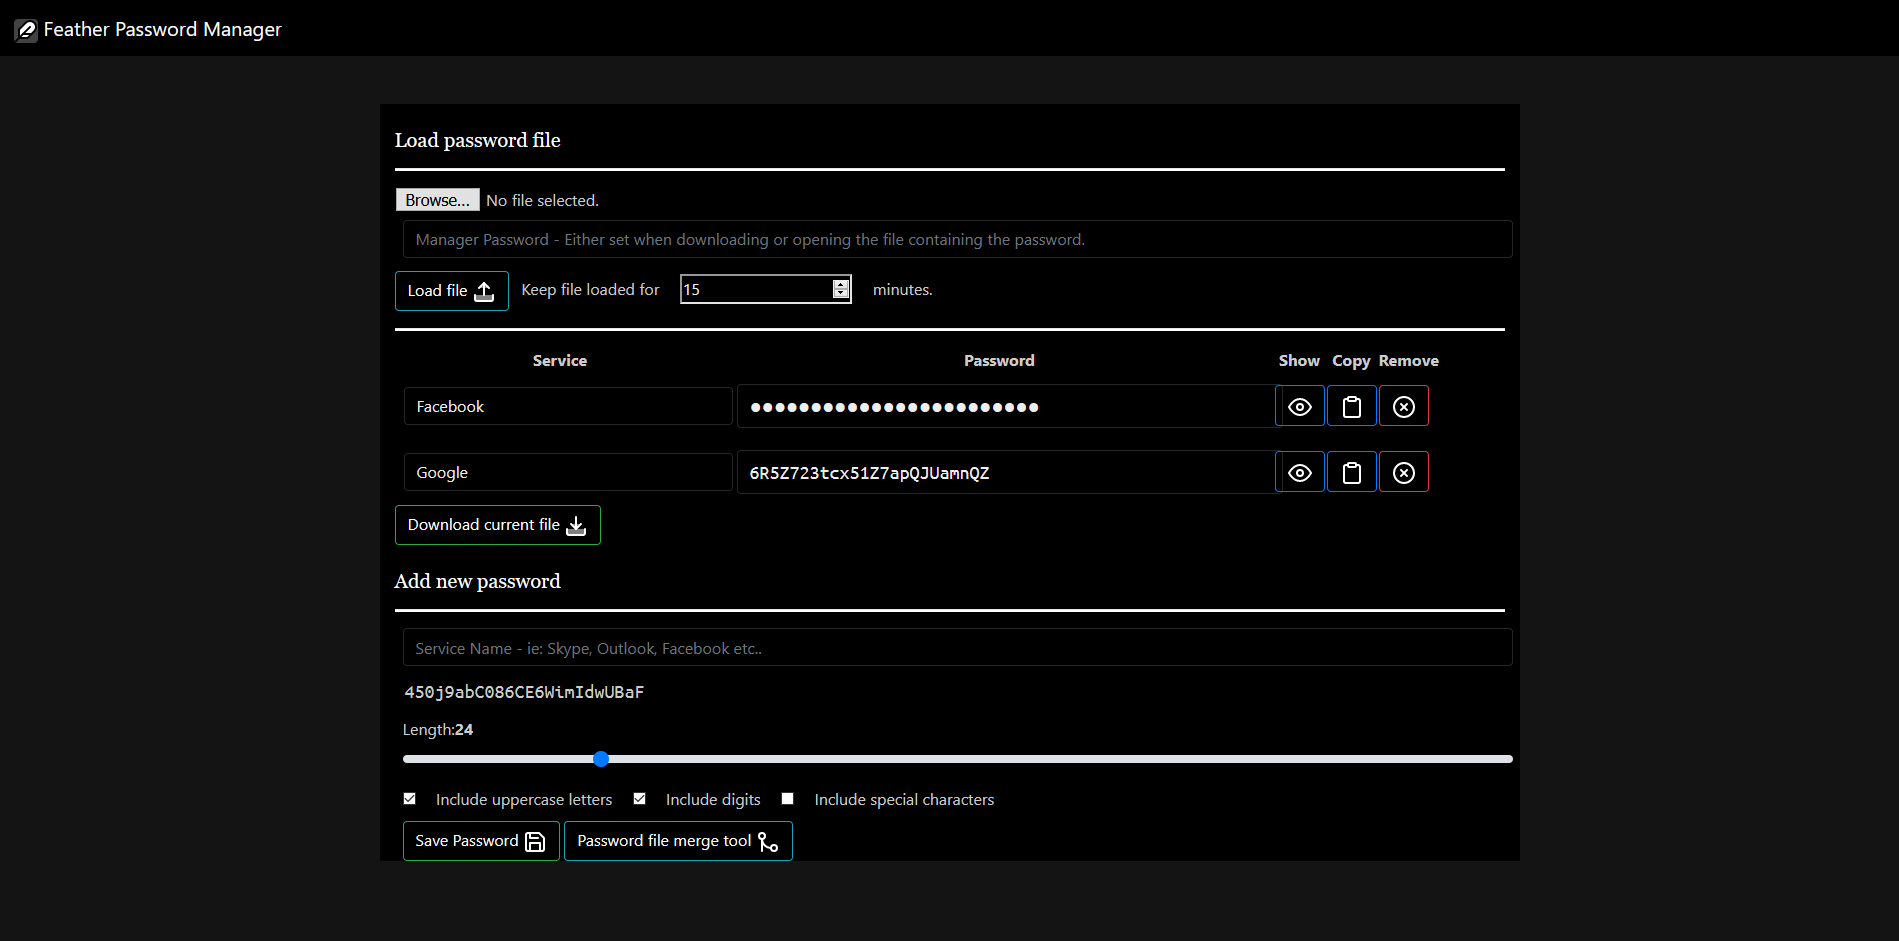 Feather Password Manager
Load password file
Browse... No file selected.
Manager Password - Either set when downloading or opening the file containing the password.
Load file Keep file loaded for 15 minutes.
Service Password Show Copy Remove
Facebook ●●●●●●●●●●●●●●●●●●●●●●●●
Google 6R5Z723tcx51Z7apQJUamnQZ
Download current file
Add new password
Service Name - ie: Skype, Outlook, Facebook etc..
450j9abC086CE6WimIdwUBaF
Length:24
Include uppercase letters Include digits Include special characters
Save Password Password file merge tool